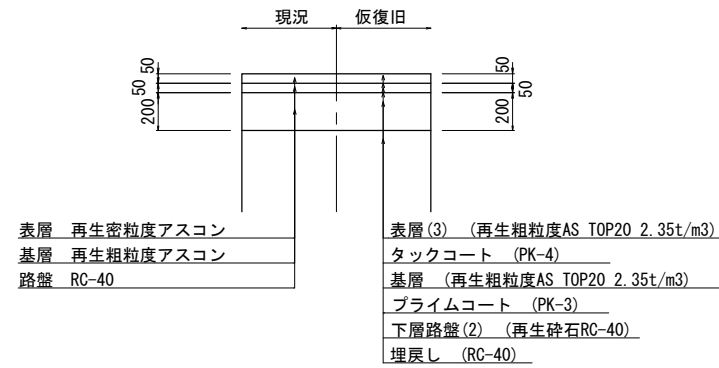 現況 仮復旧
50 50 200
50 50 200
表層 再生密粒度アスコン
基層 再生粗粒度アスコン
路盤 RC-40
表層(3) (再生粗粒度AS TOP20 2.35t/m3)
タックコート (PK-4)
基層 (再生粗粒度AS TOP20 2.35t/m3)
プライムコート (PK-3)
下層路盤(2) (再生砕石RC-40)
埋戻し (RC-40)